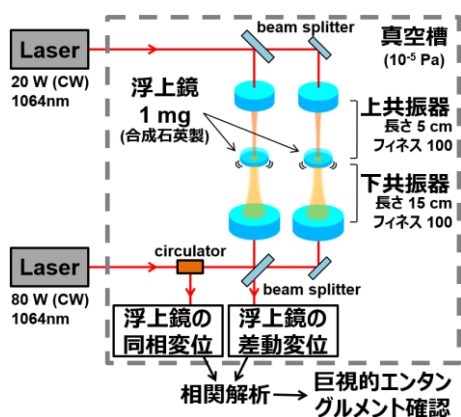 Laser
20 W (CW)
1064nm
beam splitter
真空槽
(10-5 Pa)
浮上鏡
1 mg
(合成石英製)
上共振器
長さ 5 cm
フィネス 100
下共振器
長さ 15 cm
フィネス 100
circulator
Laser
80 W (CW)
1064nm
beam splitter
浮上鏡の
同相変位
浮上鏡の
差動変位
相関解析
巨視的エンタン
グルメント確認